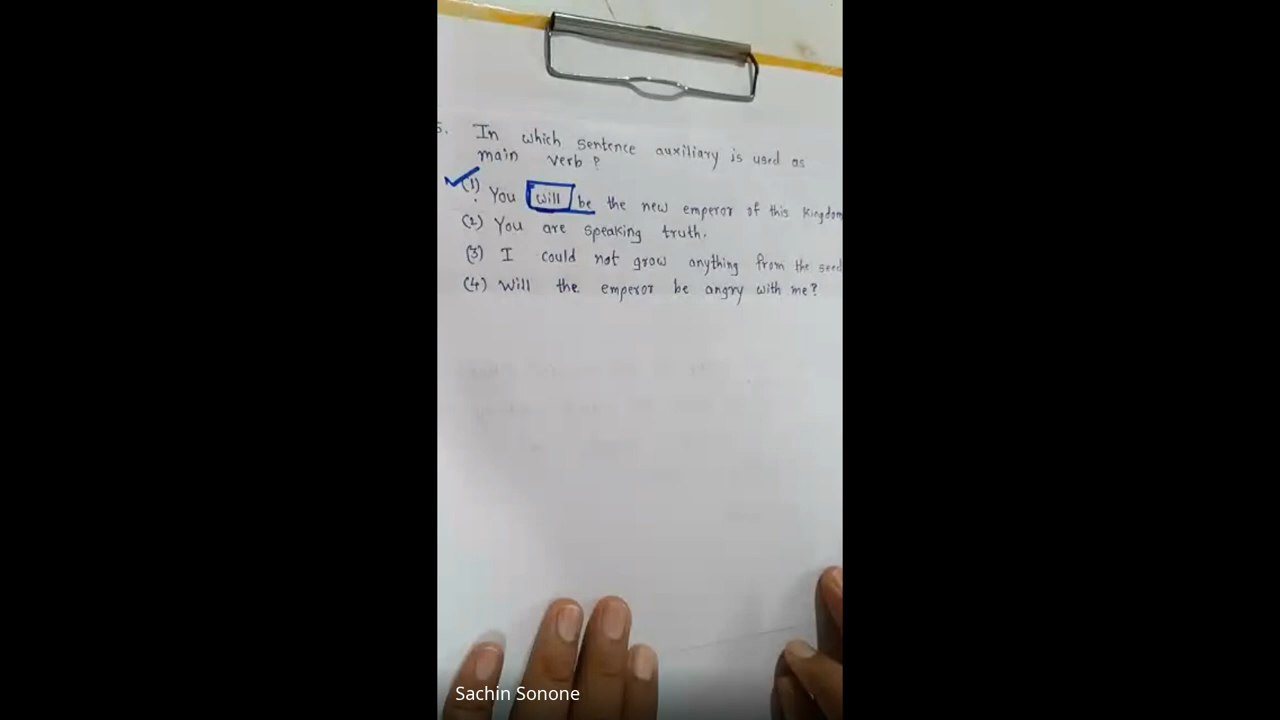 5. In which sentence auxiliary is used as
main verb?
(1) You will be the new emperor of this kingdom
(2) You are speaking truth.
(3) I could not grow anything from the seed
(4) Will the emperor be angry with me?
Sachin Sonone